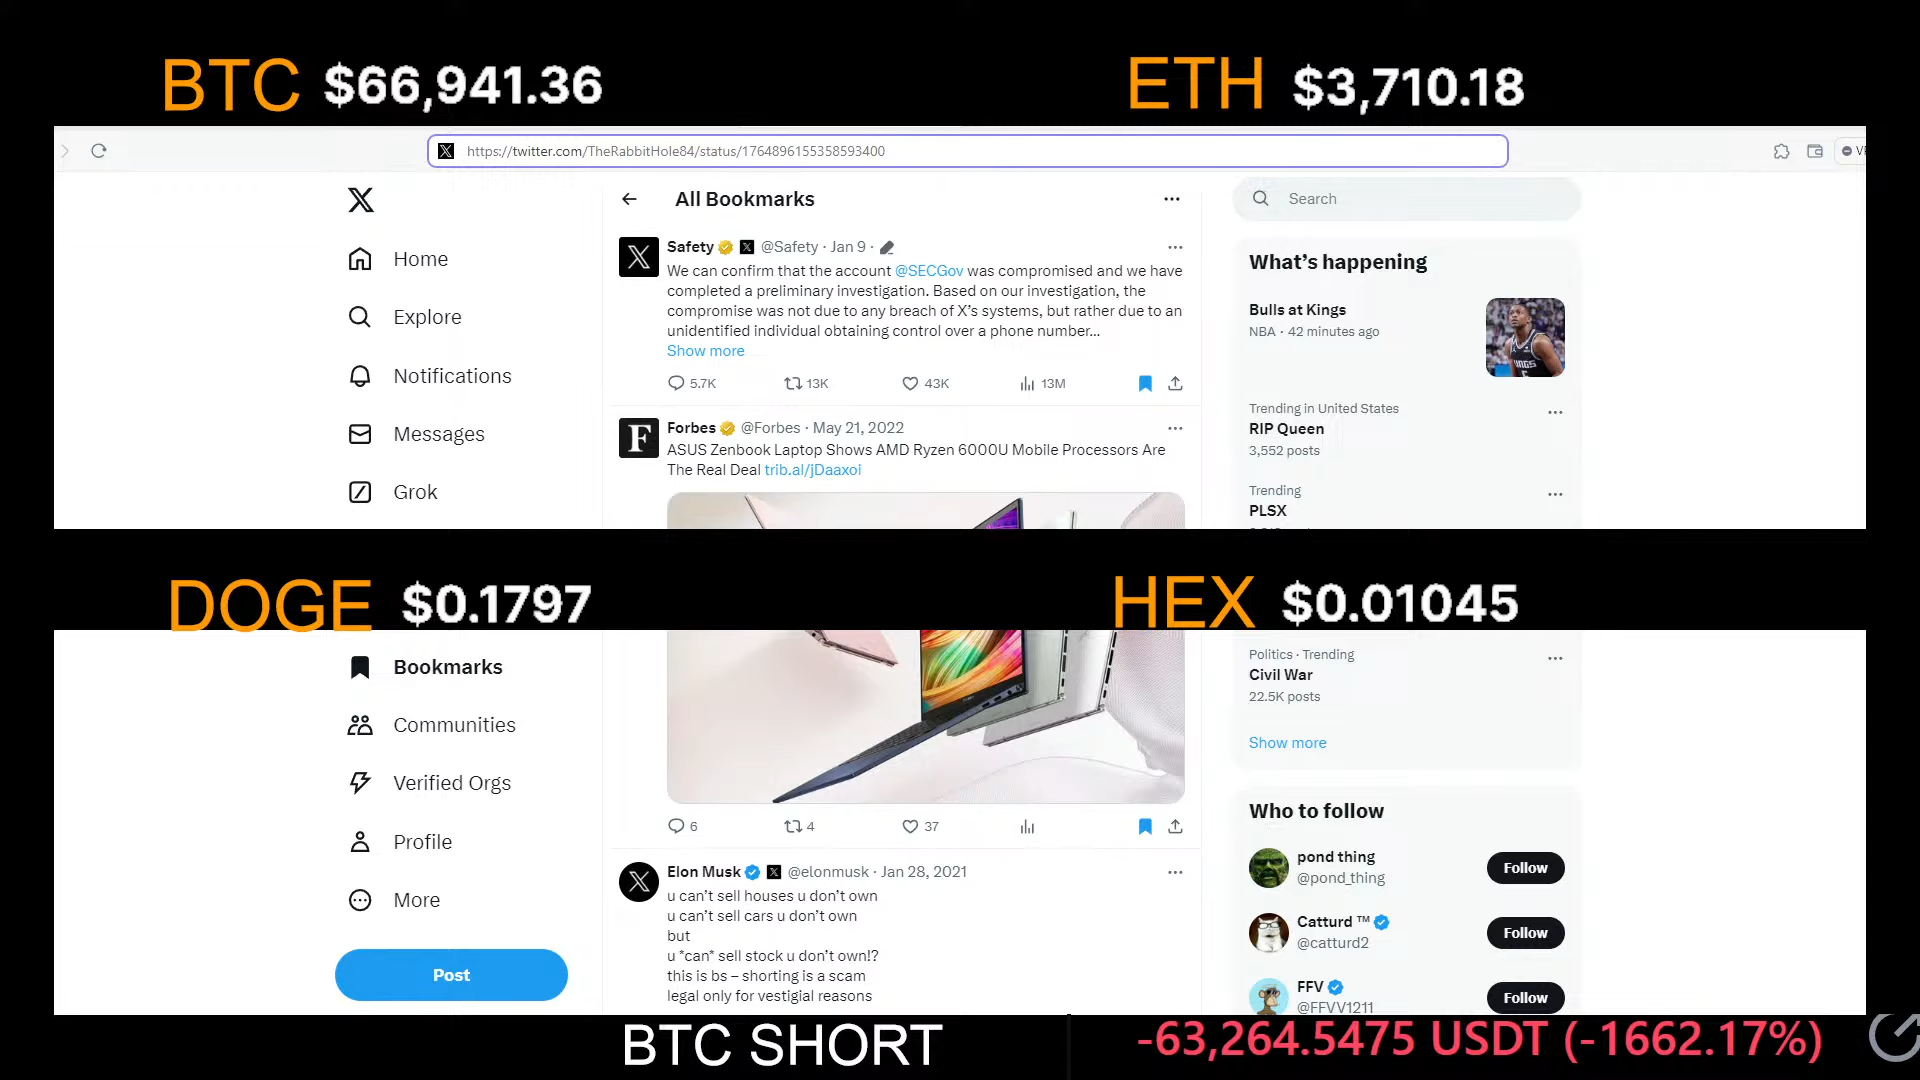 BTC $66,941.36
ETH $3,710.18
https://twitter.com/TheRabbitHole84/status/1764896155358593400
Home
Explore
Notifications
Messages
Grok
All Bookmarks
Safety @Safety · Jan 9 ·
We can confirm that the account @SECGov was compromised and we have
completed a preliminary investigation. Based on our investigation, the
compromise was not due to any breach of X's systems, but rather due to an
unidentified individual obtaining control over a phone number...
Show more
5.7K 13K 43K 13M
Forbes @Forbes · May 21, 2022
ASUS Zenbook Laptop Shows AMD Ryzen 6000U Mobile Processors Are
The Real Deal trib.al/jDaaxoi
Search
What's happening
Bulls at Kings
NBA · 42 minutes ago
Trending in United States
RIP Queen
3,552 posts
Trending
PLSX
DOGE $0.1797
HEX $0.01045
Bookmarks
Communities
Verified Orgs
Profile
More
Post
6 4 37
Elon Musk @elonmusk · Jan 28, 2021
u can't sell houses u don't own
u can't sell cars u don't own
but
u *can* sell stock u don't own!?
this is bs – shorting is a scam
legal only for vestigial reasons
Politics · Trending
Civil War
22.5K posts
Show more
Who to follow
pond thing
@pond_thing
Follow
Catturd ™
@catturd2
Follow
FFV
@FFVV1211
Follow
BTC SHORT
-63,264.5475 USDT (-1662.17%)